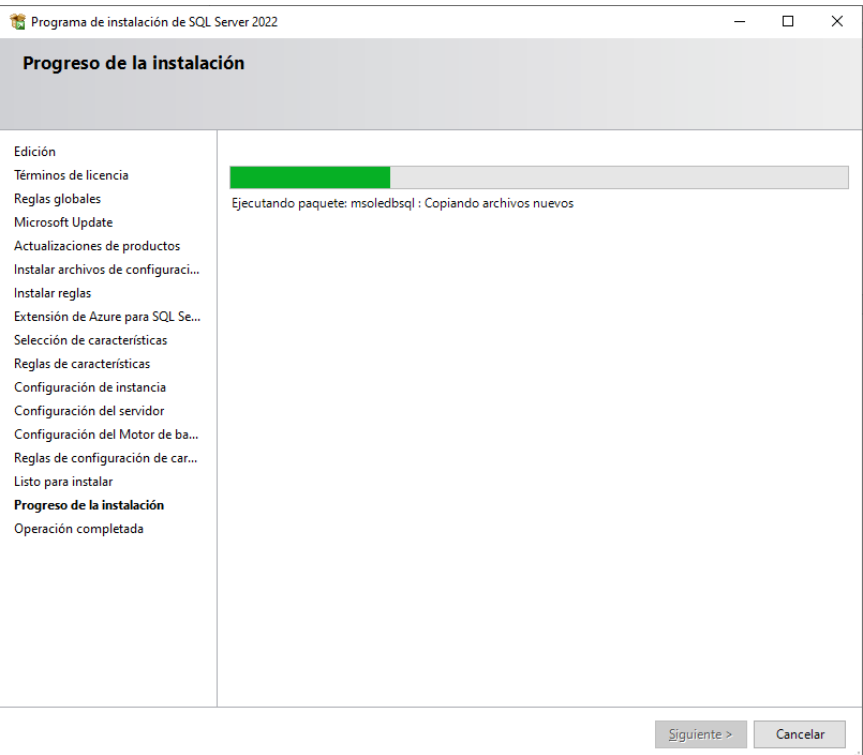 Programa de instalación de SQL Server 2022
Progreso de la instalación
Edición
Términos de licencia
Reglas globales
Microsoft Update
Actualizaciones de productos
Instalar archivos de configuraci...
Instalar reglas
Extensión de Azure para SQL Se...
Selección de características
Reglas de características
Configuración de instancia
Configuración del servidor
Configuración del Motor de ba...
Reglas de configuración de car...
Listo para instalar
Progreso de la instalación
Operación completada
Ejecutando paquete: msoledbsql : Copiando archivos nuevos
Siguiente >
Cancelar